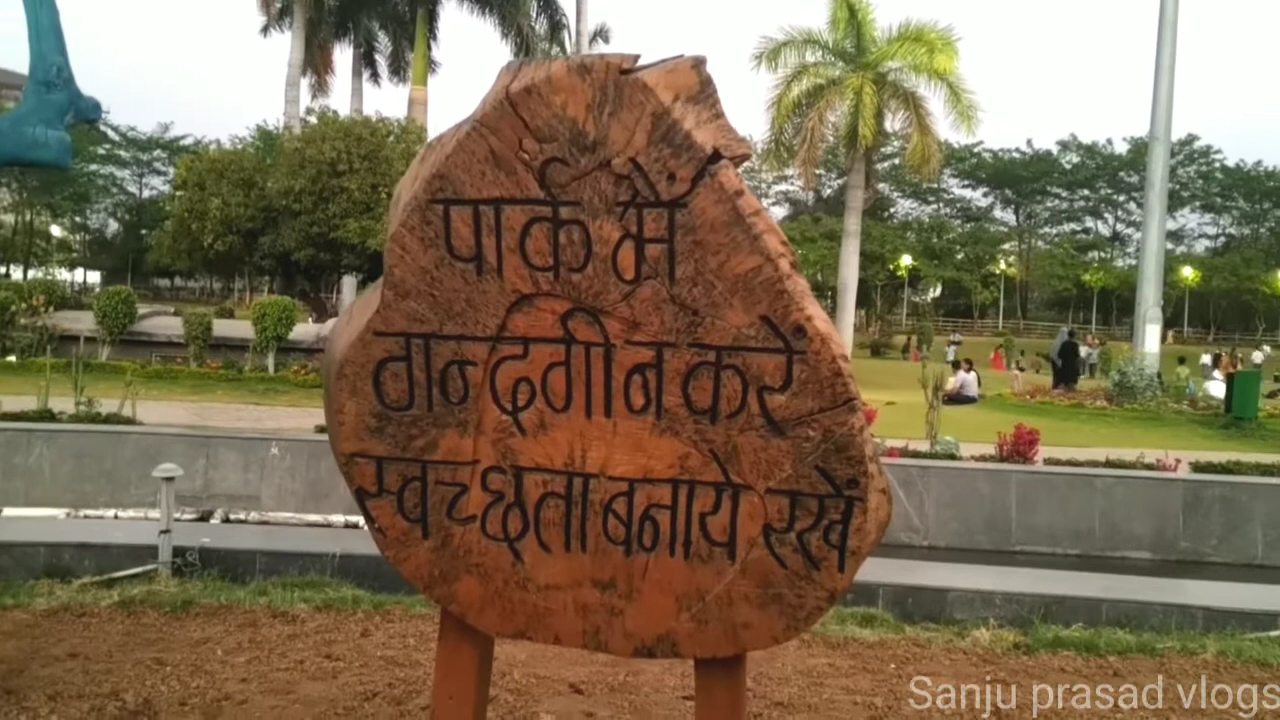 पार्क में
गन्दगी न करें
स्वच्छता बनाये रखें
Sanju prasad vlogs